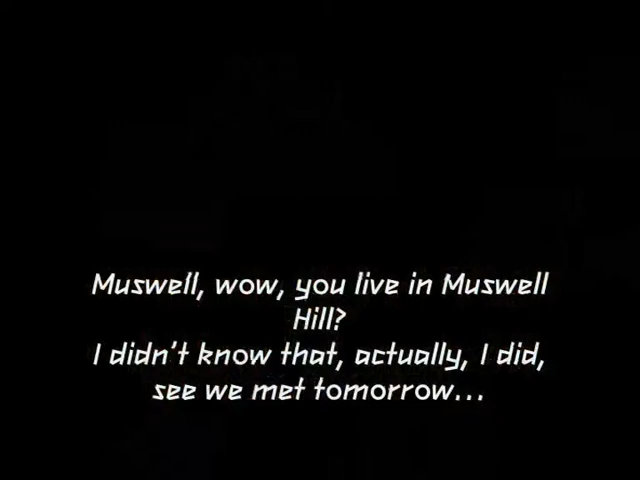 Muswell, wow, you live in Muswell
Hill?
I didn't know that, actually, I did,
see we met tomorrow...